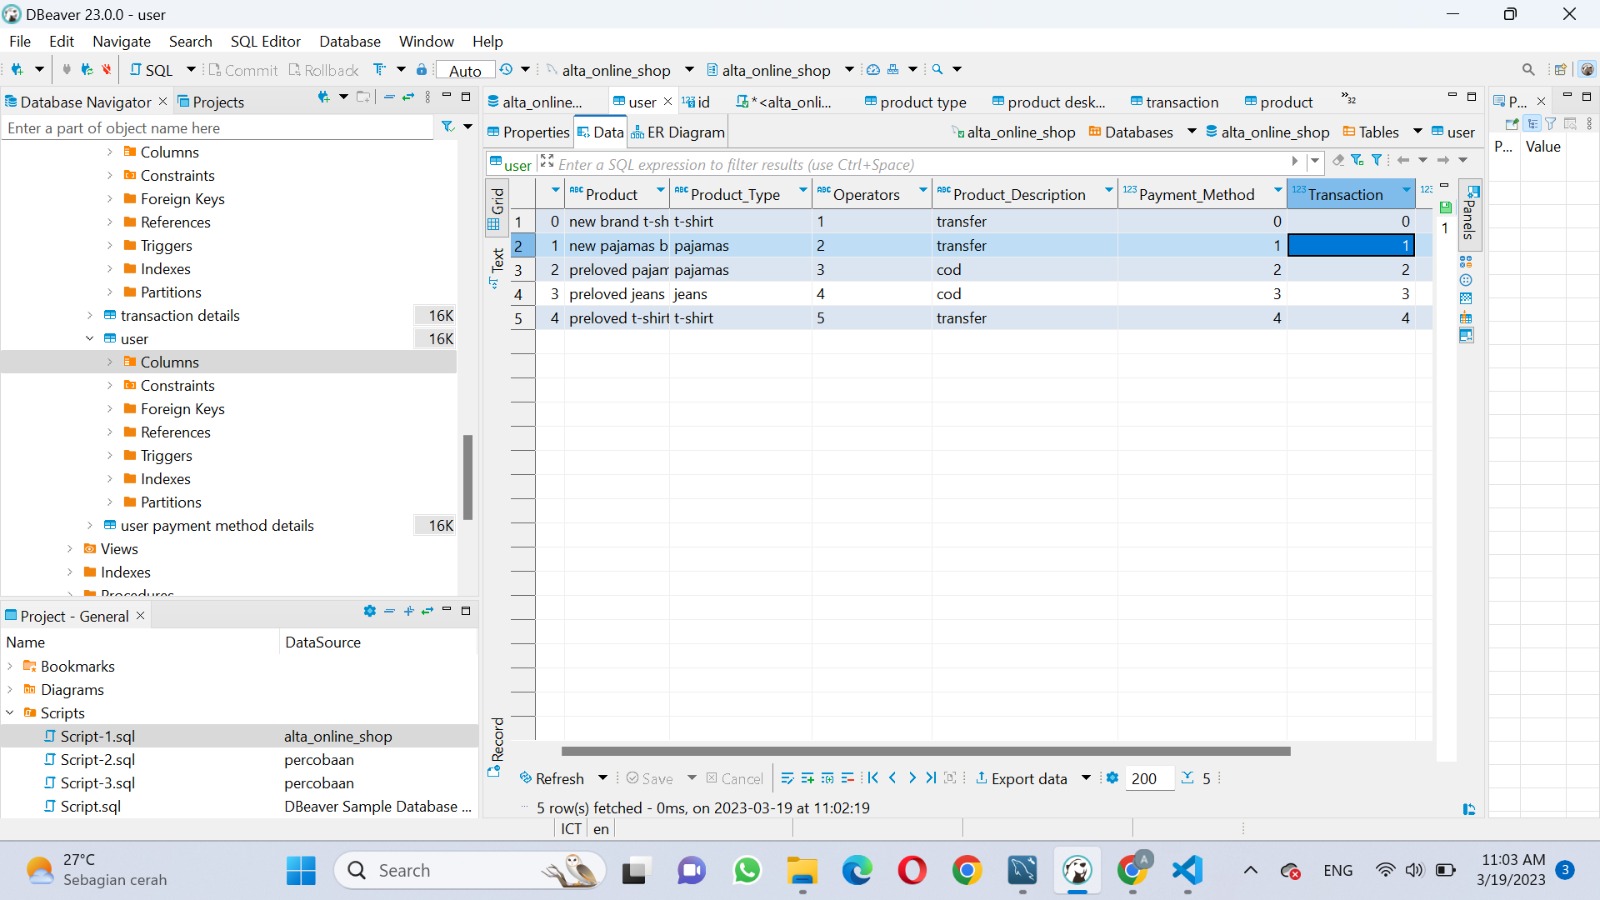 DBeaver 23.0.0 - user
File Edit Navigate Search SQL Editor Database Window Help
SQL Commit Rollback Auto alta_online_shop alta_online_shop
Database Navigator Projects
Enter a part of object name here
Columns
Constraints
Foreign Keys
References
Triggers
Indexes
Partitions
transaction details 16K
user 16K
Columns
Constraints
Foreign Keys
References
Triggers
Indexes
Partitions
user payment method details 16K
Views
Indexes
Procedures
Project - General
Name DataSource
Bookmarks
Diagrams
Scripts
Script-1.sql alta_online_shop
Script-2.sql percobaan
Script-3.sql percobaan
Script.sql DBeaver Sample Database ...
alta_online... user id *<alta_onli... product type product desk... transaction product »32
Properties Data ER Diagram alta_online_shop Databases alta_online_shop Tables user
user Enter a SQL expression to filter results (use Ctrl+Space)
Grid
Text
Record
ABC Product ABC Product_Type ABC Operators ABC Product_Description 123 Payment_Method 123 Transaction 123
1 0 new brand t-sh t-shirt 1 transfer 0 0
2 1 new pajamas b pajamas 2 transfer 1 1
3 2 preloved pajam pajamas 3 cod 2 2
4 3 preloved jeans jeans 4 cod 3 3
5 4 preloved t-shirt t-shirt 5 transfer 4 4
1
Panels
P...
P... Value
Refresh Save Cancel Export data 200 5
5 row(s) fetched - 0ms, on 2023-03-19 at 11:02:19
ICT en
27°C
Sebagian cerah
Search
A
ENG
11:03 AM
3/19/2023
3